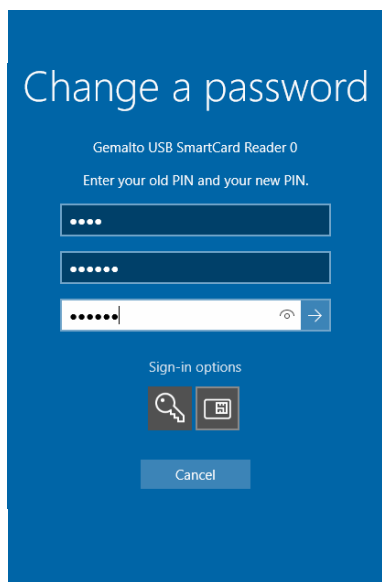 Change a password
Gemalto USB SmartCard Reader 0
Enter your old PIN and your new PIN.
••••
••••••
••••••
Sign-in options
Cancel